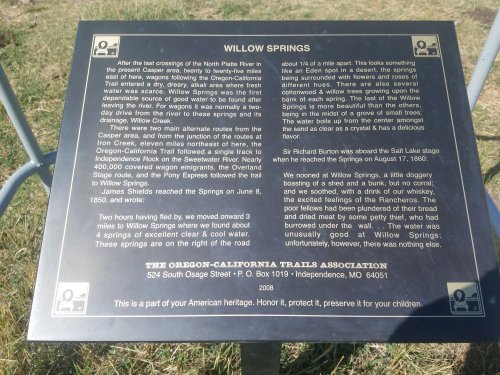 WILLOW SPRINGS
After the last crossings of the North Platte River in
the present Casper area, twenty to twenty-five miles
east of here, wagons following the Oregon-California
Trail entered a dry, dreary, alkali area where fresh
water was scarce. Willow Springs was the first
dependable source of good water to be found after
leaving the river. For wagons it was normally a two-
day drive from the river to these springs and its
drainage, Willow Creek.
There were two main alternate routes from the
Casper area, and from the junction of the routes at
Iron Creek, eleven miles northeast of here, the
Oregon-California Trail followed a single track to
Independence Rock on the Sweetwater River. Nearly
400,000 covered wagon emigrants, the Overland
Stage route, and the Pony Express followed the trail
to Willow Springs.
James Shields reached the Springs on June 8,
1850, and wrote:
Two hours having fled by, we moved onward 3
miles to Willow Springs where we found about
4 springs of excellent clear & cool water.
These springs are on the right of the road
about 1/4 of a mile apart. This looks something
like an Eden spot in a desert, the springs
being surrounded with flowers and roses of
different hues. There are also several
cottonwood & willow trees growing upon the
bank of each spring. The last of the Willow
Springs is more beautiful than the others,
being in the midst of a grove of small trees.
The water boils up from the center amongst
the sand as clear as a crystal & has a delicious
flavor.
Sir Richard Burton was aboard the Salt Lake stage
when he reached the Springs on August 17, 1860:
We nooned at Willow Springs, a little doggery
boasting of a shed and a bunk, but no corral;
and we soothed, with a drink of our whiskey,
the excited feelings of the Rancheros. The
poor fellows had been plundered of their bread
and dried meat by some petty thief, who had
burrowed under the wall. . . The water was
unusually good at Willow Springs:
unfortunately, however, there was nothing else.
THE OREGON-CALIFORNIA TRAILS ASSOCIATION
524 South Osage Street • P. O. Box 1019 • Independence, MO 64051
2008
This is a part of your American heritage. Honor it, protect it, preserve it for your children.